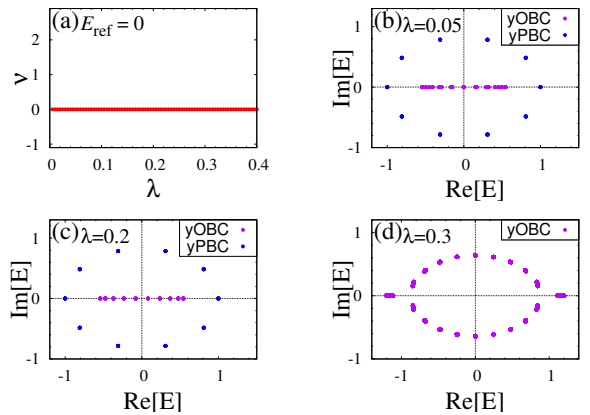 (a) E_ref = 0
ν
2
1
0
-1
0 0.1 0.2 0.3 0.4
λ
(b) λ=0.05
yOBC
yPBC
Im[E]
1
0
-1
-1 0 1
Re[E]
(c) λ=0.2
yOBC
yPBC
Im[E]
1
0
-1
-1 0 1
Re[E]
(d) λ=0.3
yOBC
Im[E]
1
0
-1
-1 0 1
Re[E]